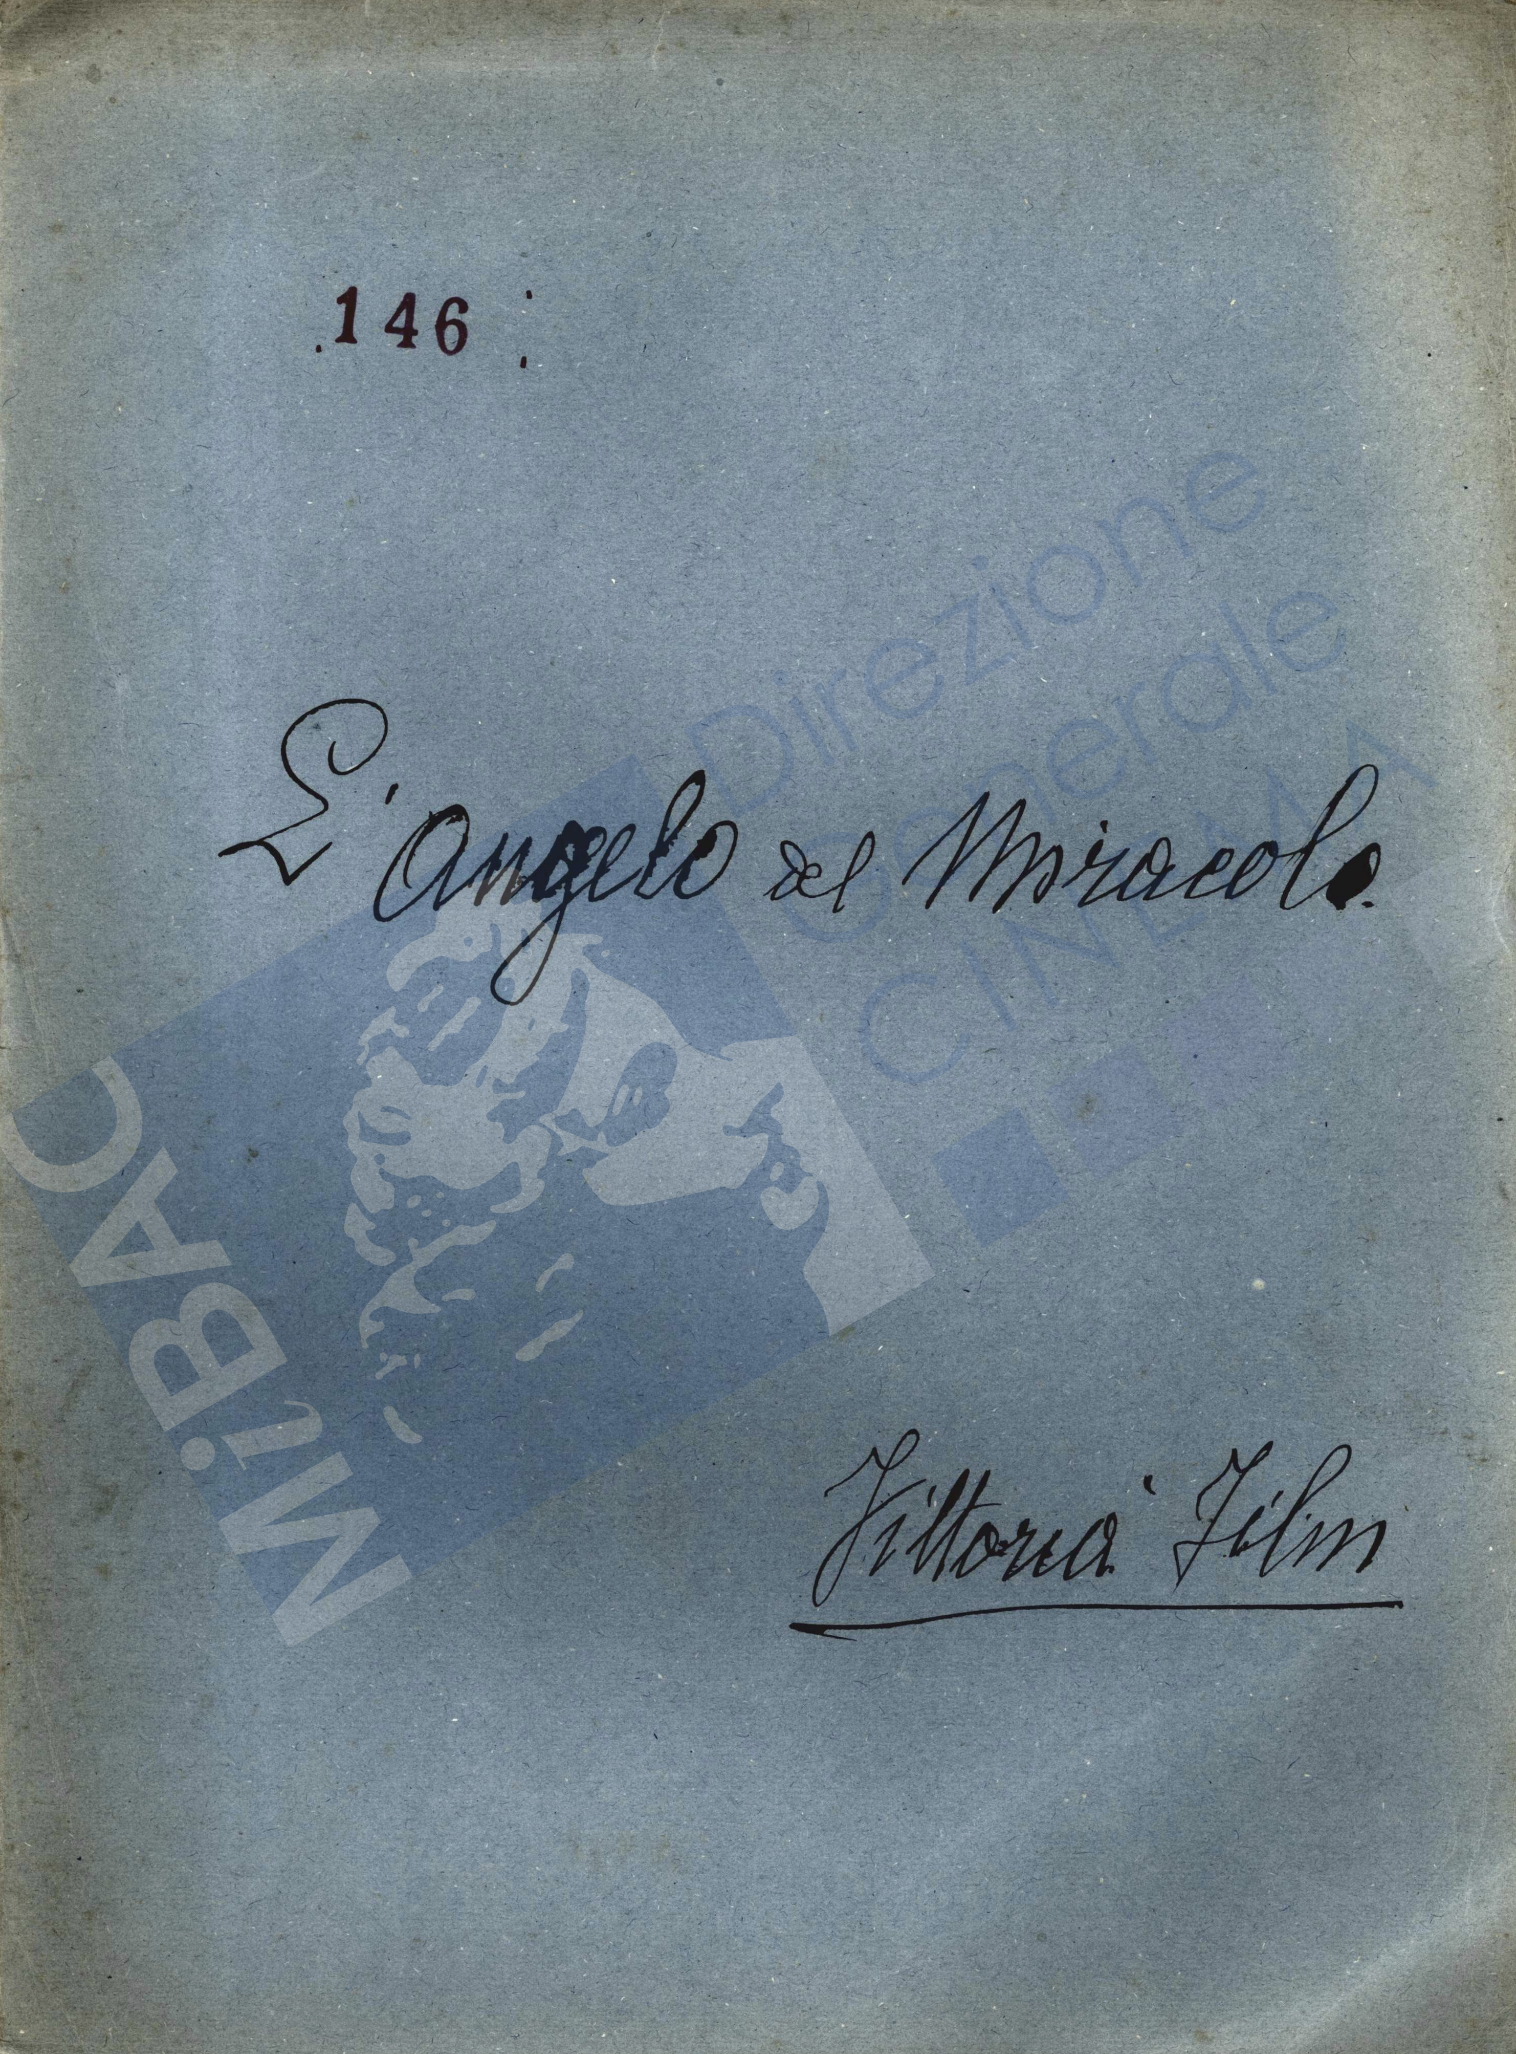 146
L'angelo del Miracolo.
Direzione
Generale
CINEMA
MiBAC
Vittoria Film